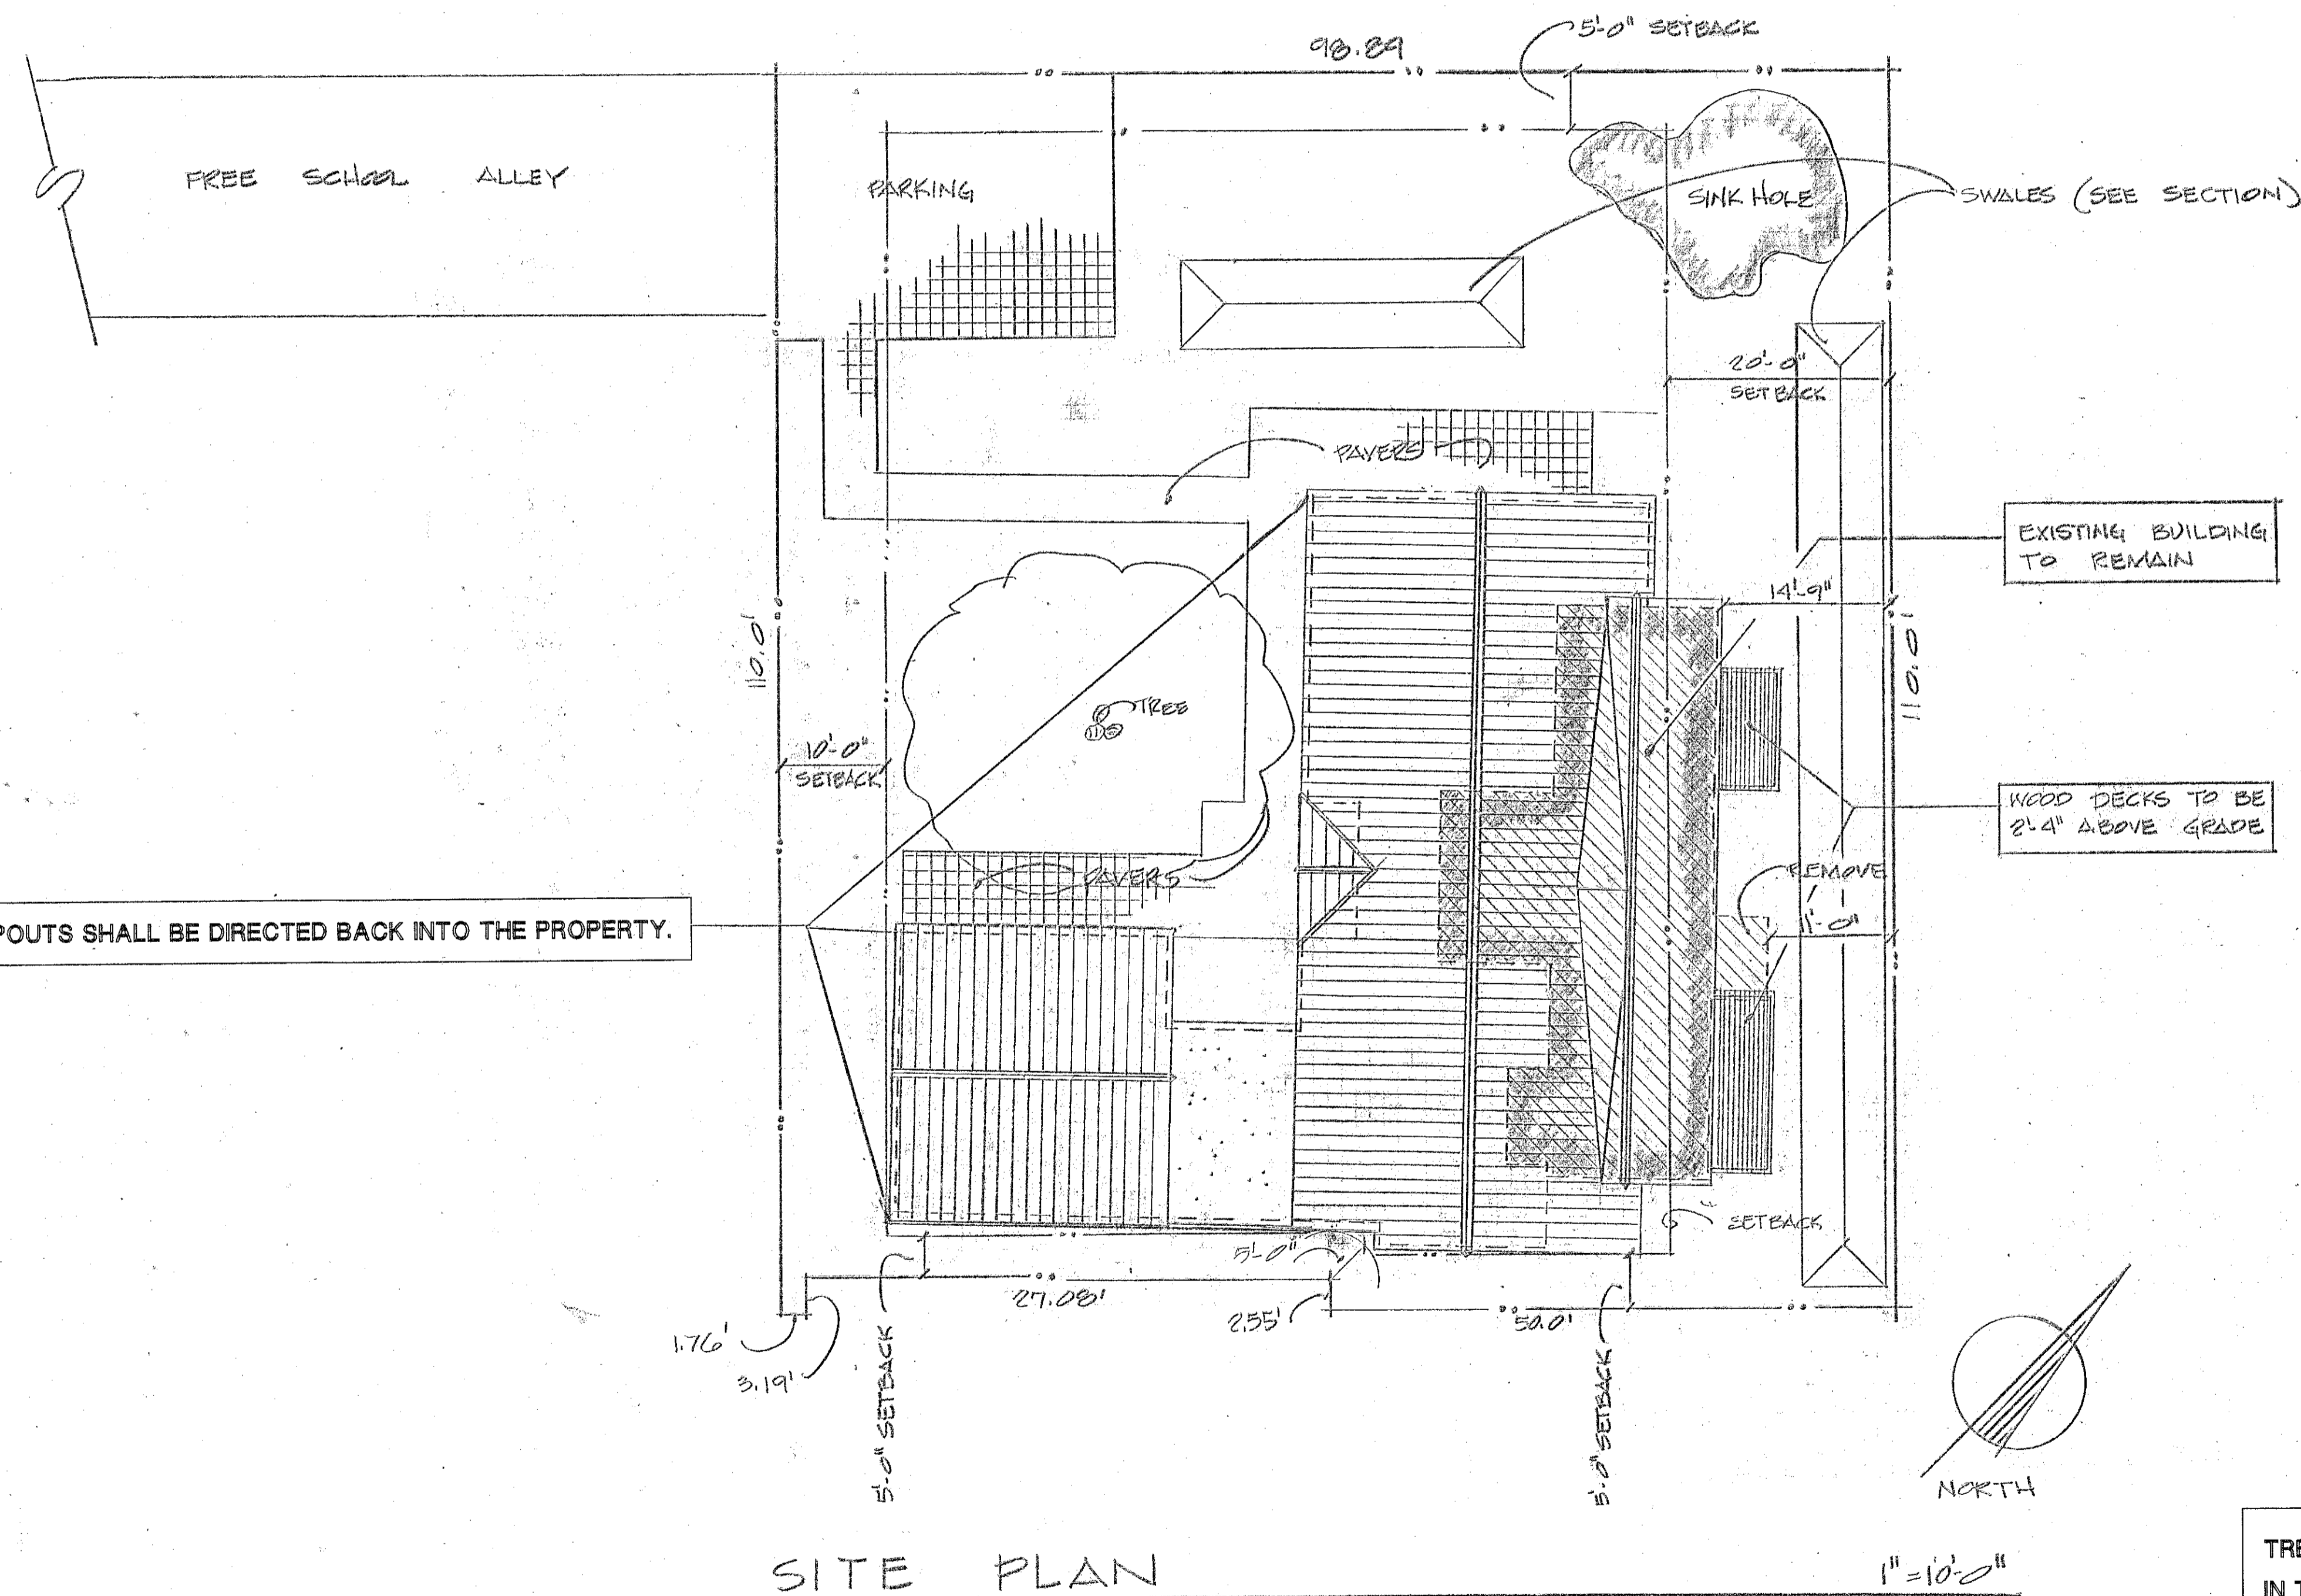 5'-0" SETBACK
98.89
FREE SCHOOL ALLEY
PARKING
SINK HOLE
SWALES (SEE SECTION)
20'-0"
SETBACK
PAVERS
EXISTING BUILDING
TO REMAIN
14'-9"
110.0'
110.0'
TREE
10'-0"
SETBACK
WOOD DECKS TO BE
2'-4" ABOVE GRADE
PAVERS
REMOVE
11'-0"
POUTS SHALL BE DIRECTED BACK INTO THE PROPERTY.
SETBACK
5'-0"
27.08'
2.55'
50.0'
1.76'
3.19'
5'-0" SETBACK
5'-0" SETBACK
NORTH
SITE PLAN
1" = 10'-0"
TRE
IN T